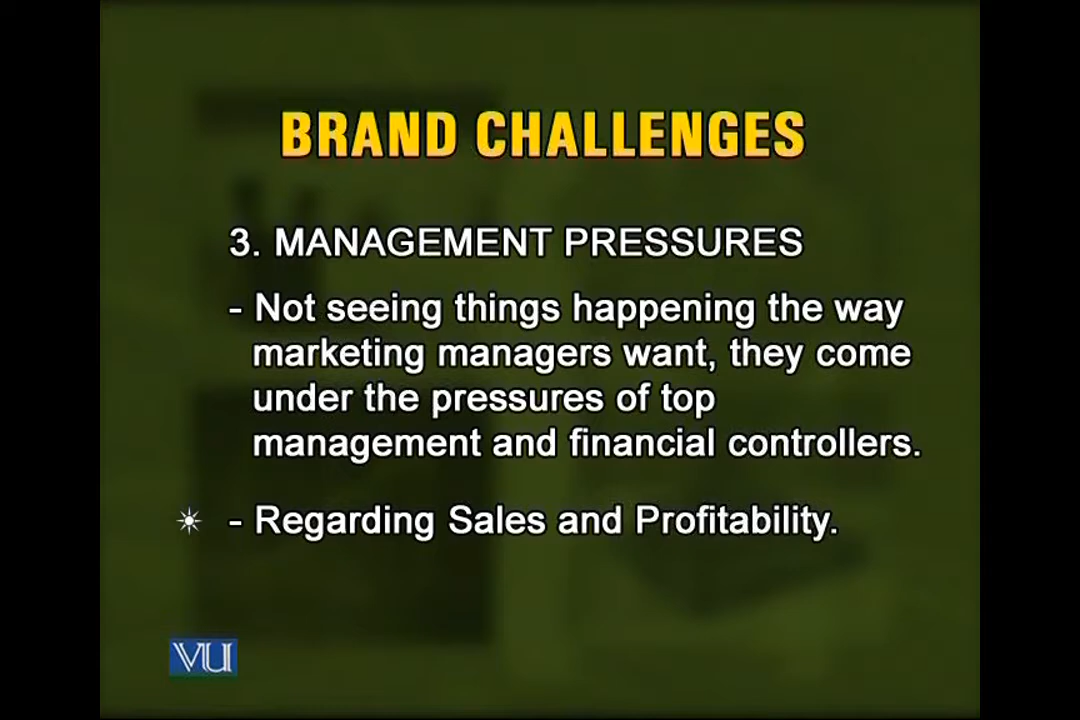 BRAND CHALLENGES
3. MANAGEMENT PRESSURES
- Not seeing things happening the way
marketing managers want, they come
under the pressures of top
management and financial controllers.
- Regarding Sales and Profitability.
VU